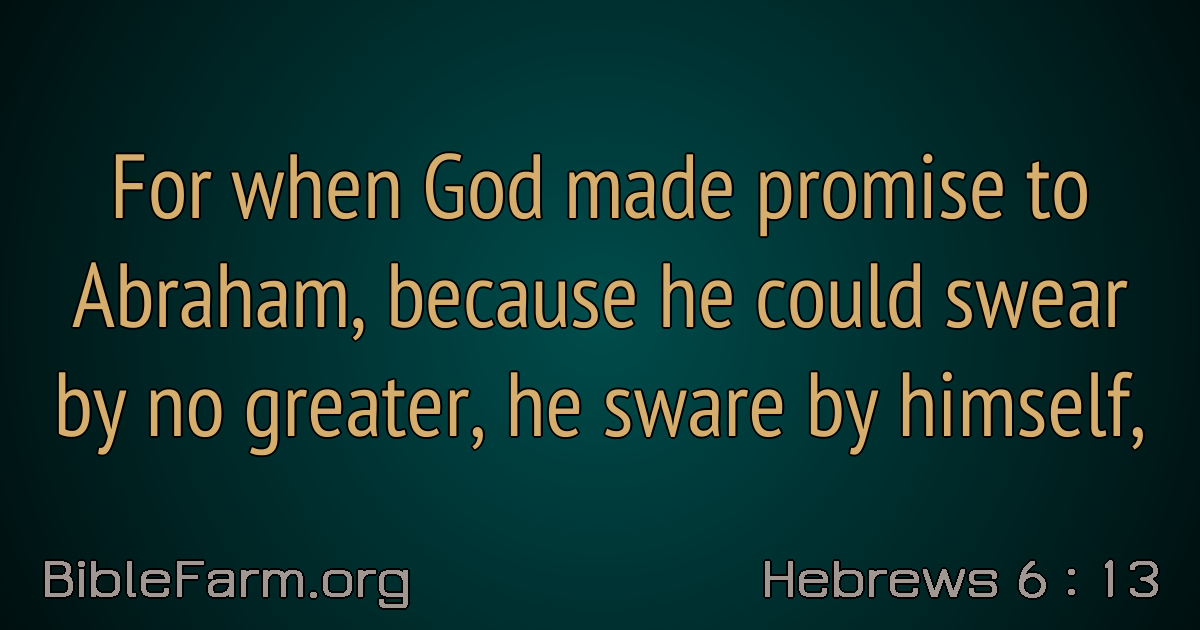 For when God made promise to
Abraham, because he could swear
by no greater, he sware by himself,
BibleFarm.org
Hebrews 6 : 13